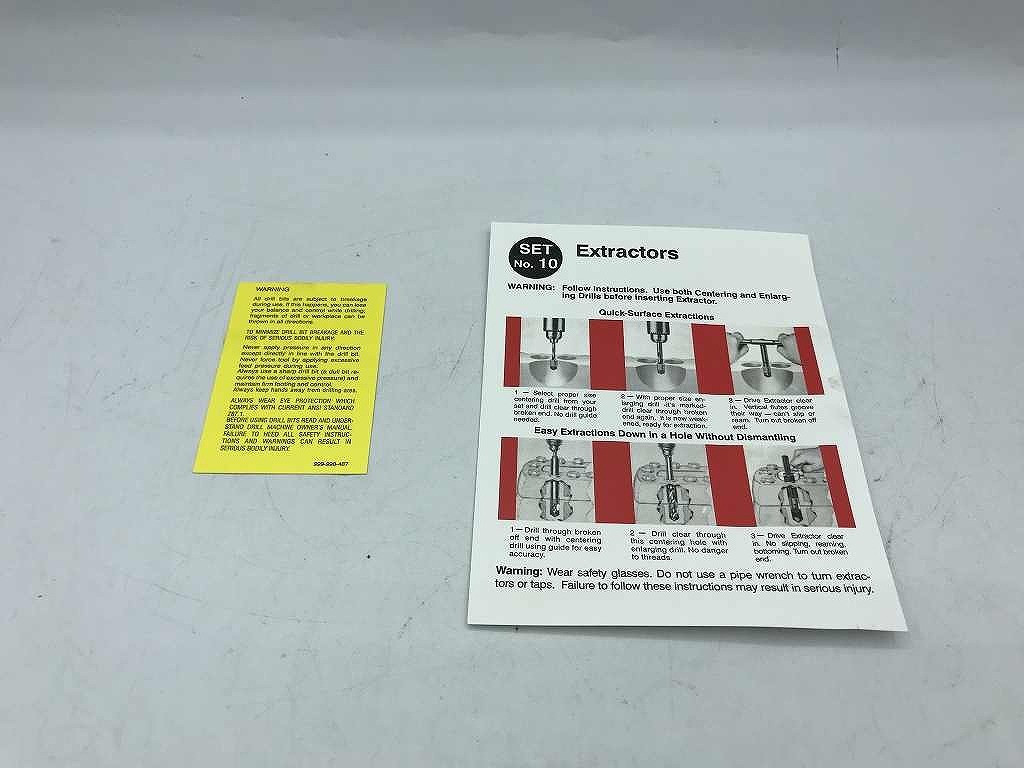 WARNING
All drill bits are subject to breakage
during use. If this happens, you can lose
your balance and control while drilling;
fragments of drill or workplace can be
thrown in all directions.
TO MINIMIZE DRILL BIT BREAKAGE AND THE
RISK OF SERIOUS BODILY INJURY:
Never apply pressure in any direction
except directly in line with the drill bit.
Never force tool by applying excessive
feed pressure during use.
Always use a sharp drill bit (a dull bit re-
quires the use of excessive pressure) and
maintain firm footing and control.
Always keep hands away from drilling area.
ALWAYS WEAR EYE PROTECTION WHICH
COMPLIES WITH CURRENT ANSI STANDARD
Z87.1.
BEFORE USING DRILL BITS READ AND UNDER-
STAND DRILL MACHINE OWNER'S MANUAL.
FAILURE TO HEED ALL SAFETY INSTRUC-
TIONS AND WARNINGS CAN RESULT IN
SERIOUS BODILY INJURY.
999-990-487
SET
No. 10
Extractors
WARNING: Follow Instructions. Use both Centering and Enlarg-
ing Drills before Inserting Extractor.
Quick-Surface Extractions
1 — Select proper size
centering drill from your
set and drill clear through
broken end. No drill guide
needed.
2 — With proper size en-
larging drill - it's marked-
drill clear through broken
end again. It is now weak-
ened, ready for extraction.
3 — Drive Extractor clear
in. Vertical flutes groove
their way — can't slip or
ream. Turn out broken off
end.
Easy Extractions Down in a Hole Without Dismantling
1 — Drill through broken
off end with centering
drill using guide for easy
accuracy.
2 — Drill clear through
this centering hole with
enlarging drill. No danger
to threads.
3 — Drive Extractor clear
in. No slipping, reaming,
bottoming. Turn out broken
end.
Warning: Wear safety glasses. Do not use a pipe wrench to turn extrac-
tors or taps. Failure to follow these instructions may result in serious injury.